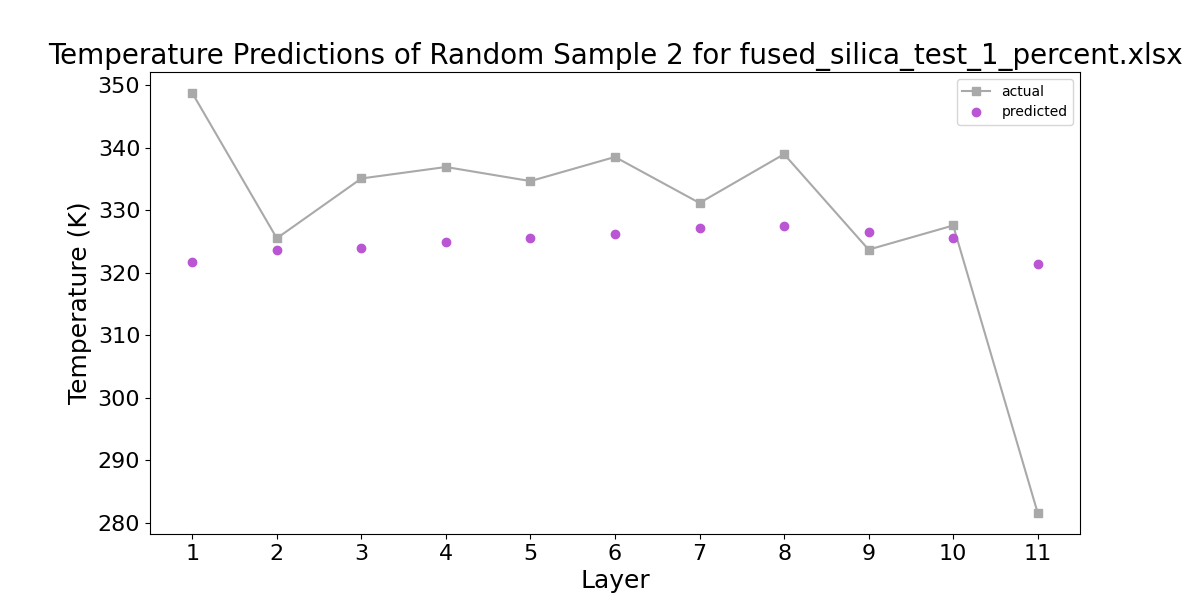 Temperature Predictions of Random Sample 2 for fused_silica_test_1_percent.xlsx
350
340
330
320
310
300
290
280
Temperature (K)
actual
predicted
1 2 3 4 5 6 7 8 9 10 11
Layer